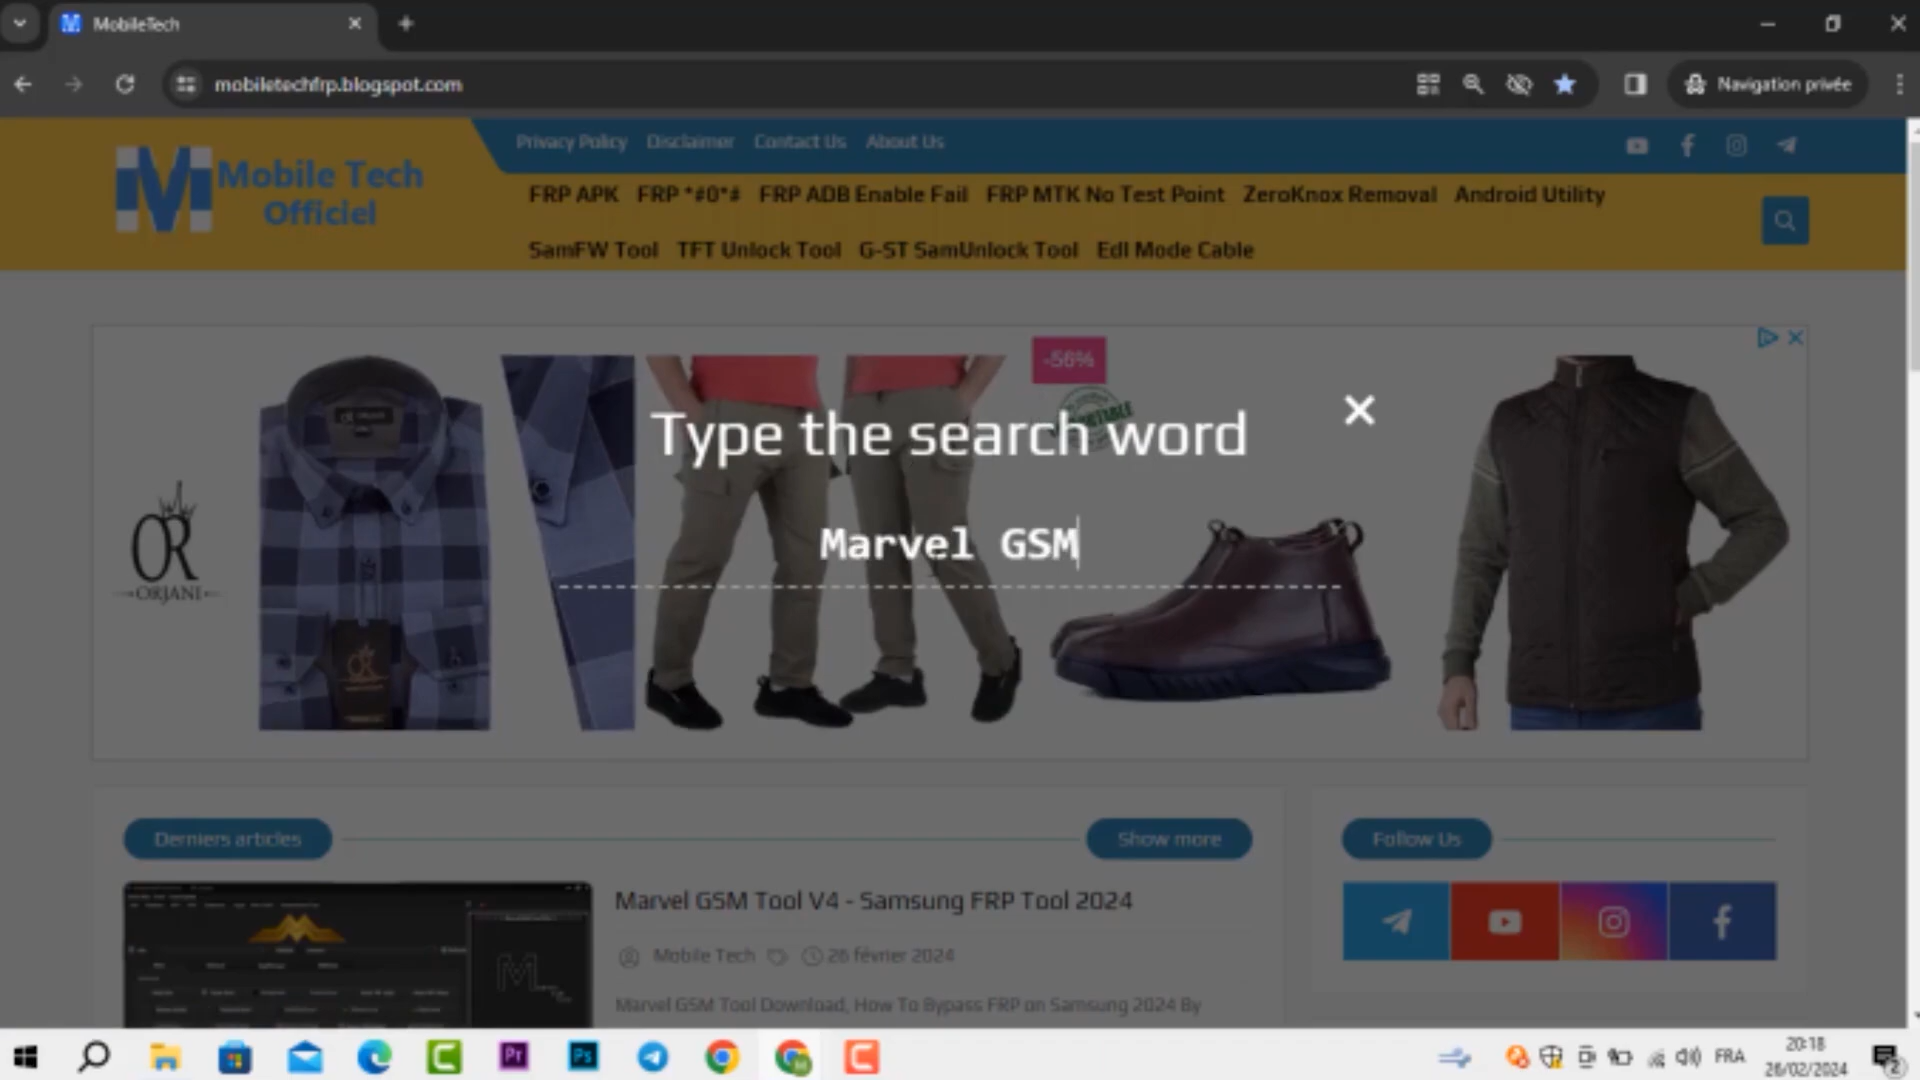 MobileTech
mobiletechfrp.blogspot.com
Navigation privée
Privacy Policy Disclaimer Contact Us About Us
Mobile Tech
Officiel
FRP APK FRP *#0*# FRP ADB Enable Fail FRP MTK No Test Point ZeroKnox Removal Android Utility
SamFW Tool TFT Unlock Tool G-ST SamUnlock Tool Edl Mode Cable
-56%
Type the search word
Marvel GSM
OR
ORJANI
Derniers articles
Show more
Follow Us
Marvel GSM Tool V4 - Samsung FRP Tool 2024
Mobile Tech 26 février 2024
Marvel GSM Tool Download, How To Bypass FRP on Samsung 2024 By
Pr
Ps
FRA
20:18
26/02/2024
2